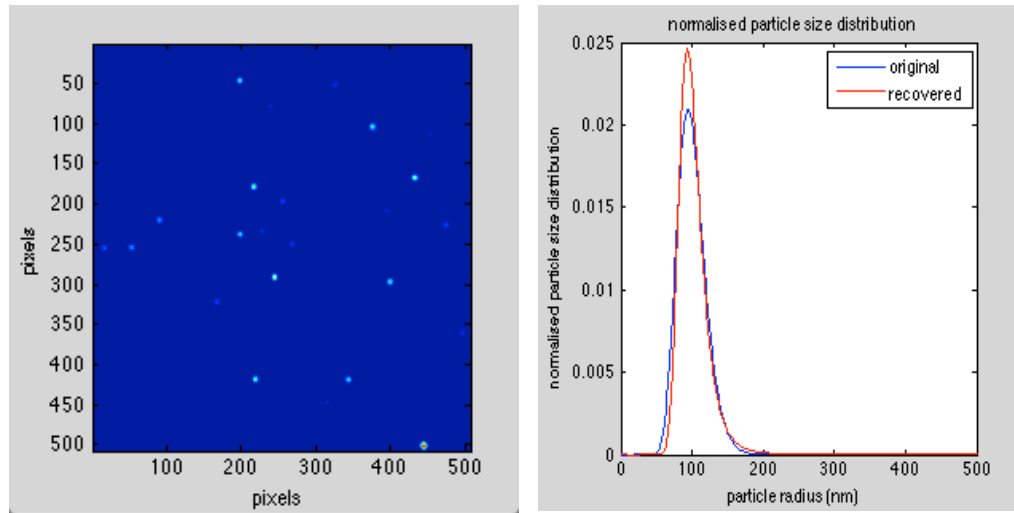 50
100
150
200
250
300
350
400
450
500
pixels
100 200 300 400 500
pixels
normalised particle size distribution
0.025
0.02
0.015
0.01
0.005
0
normalised particle size distribution
original
recovered
0 100 200 300 400 500
particle radius (nm)